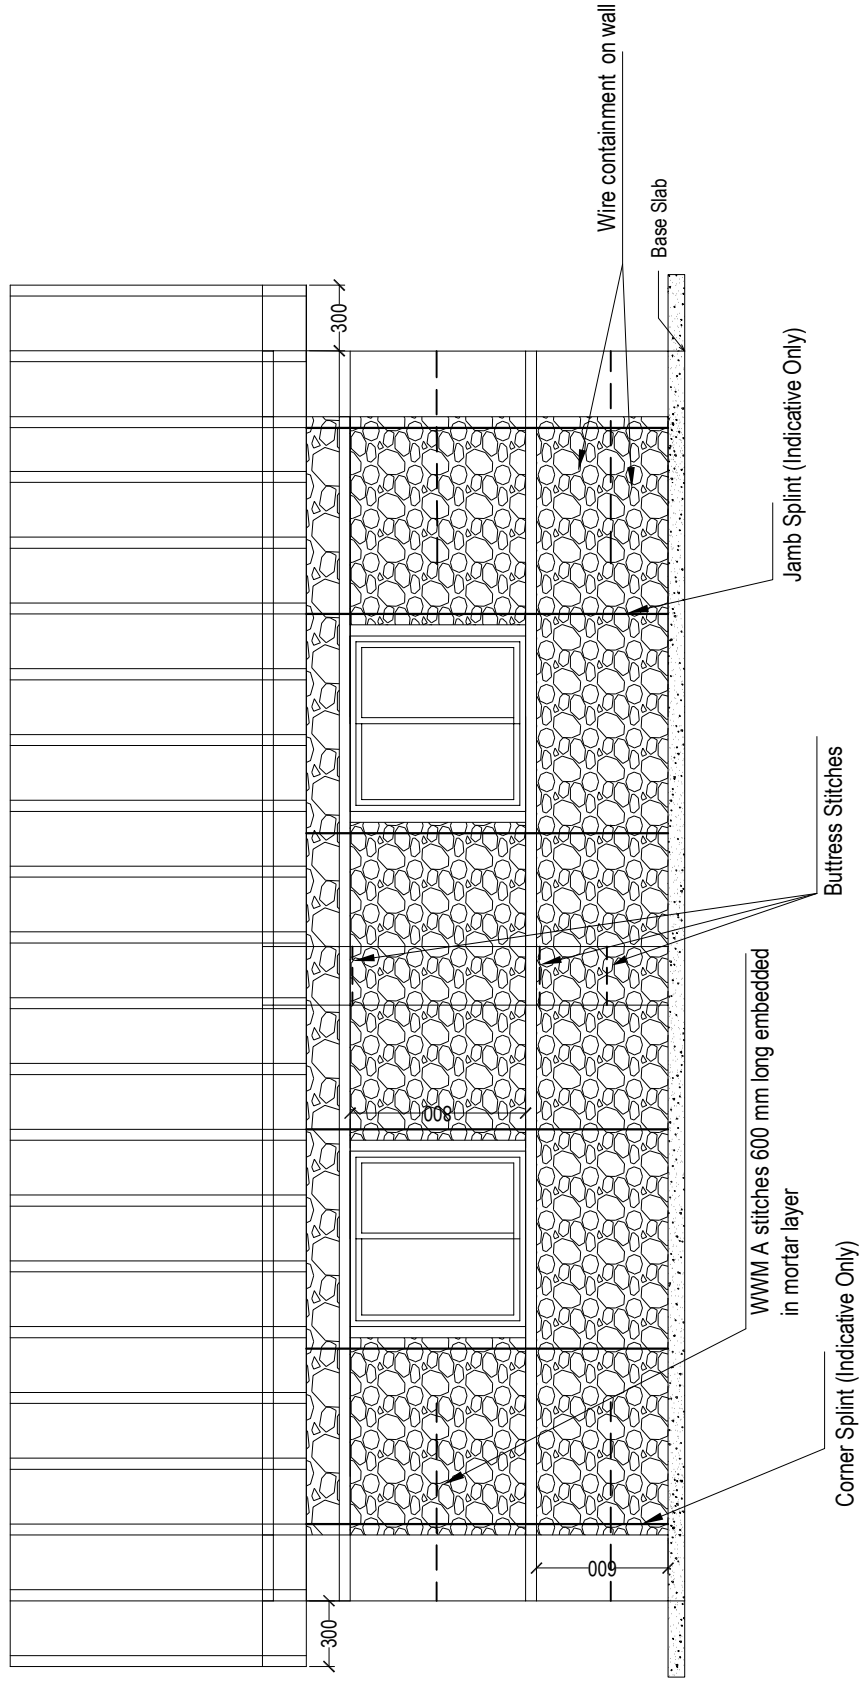 300
300
800
600
Wire containment on wall
Base Slab
Jamb Splint (Indicative Only)
Buttress Stitches
WWM A stitches 600 mm long embedded
in mortar layer
Corner Splint (Indicative Only)